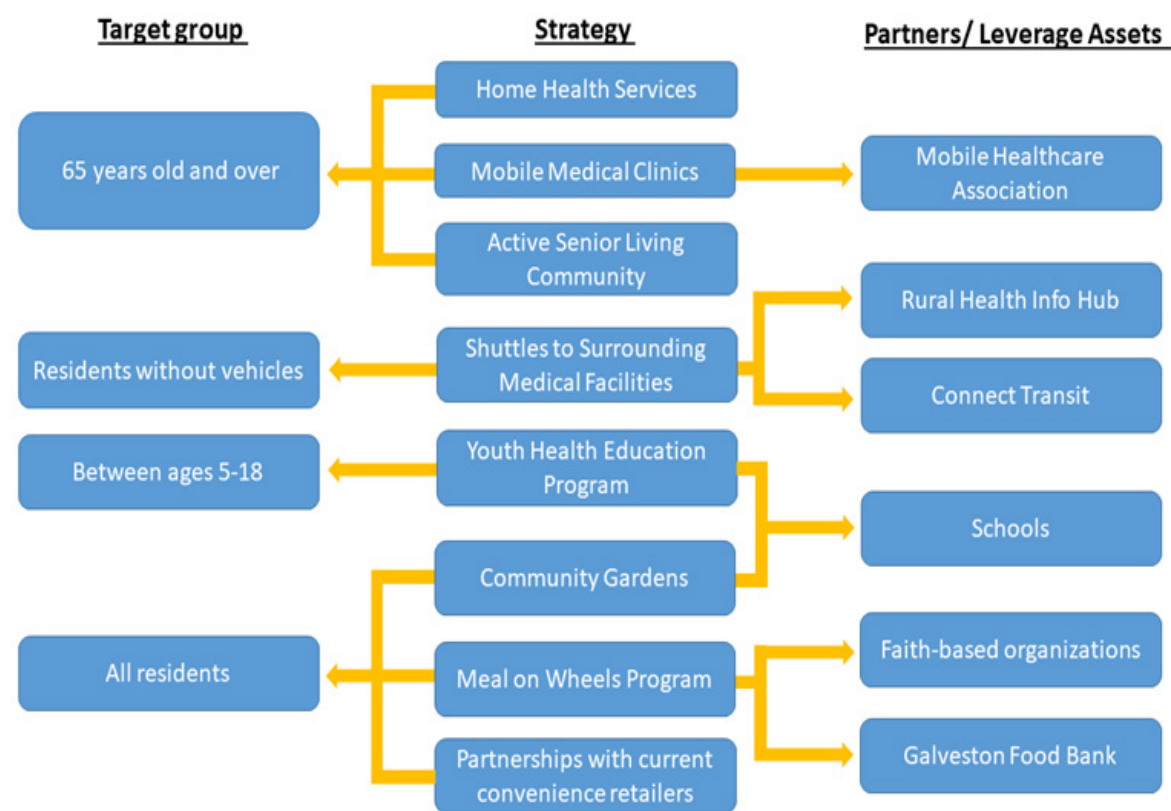 Target group
Strategy
Partners/ Leverage Assets
65 years old and over
Home Health Services
Mobile Medical Clinics
Active Senior Living
Community
Mobile Healthcare
Association
Residents without vehicles
Shuttles to Surrounding
Medical Facilities
Rural Health Info Hub
Connect Transit
Between ages 5-18
Youth Health Education
Program
Schools
All residents
Community Gardens
Meal on Wheels Program
Partnerships with current
convenience retailers
Faith-based organizations
Galveston Food Bank